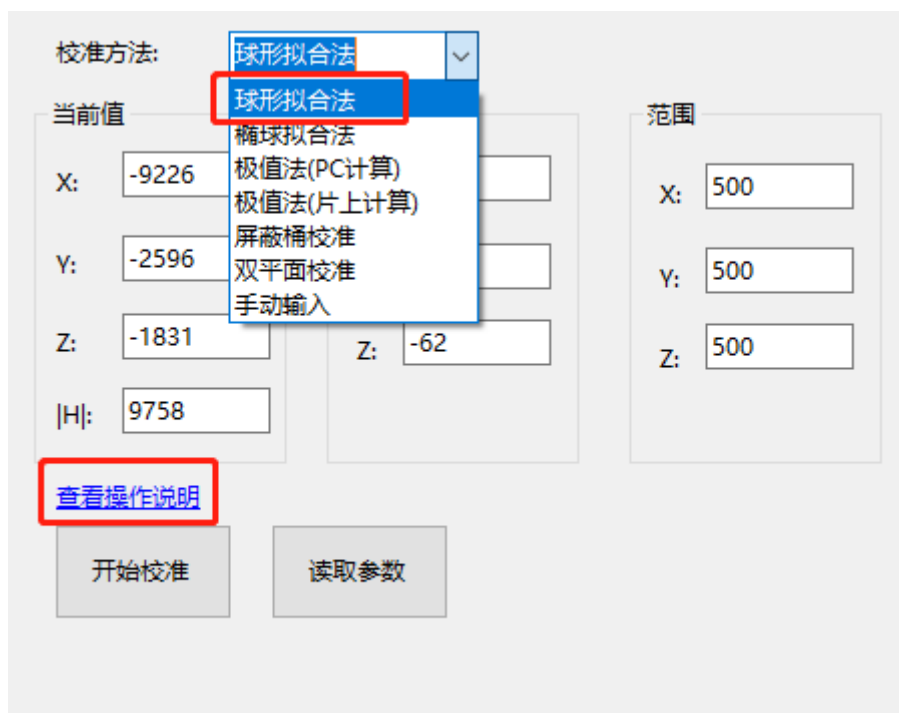 校准方法: 球形拟合法
球形拟合法
椭球拟合法
极值法(PC计算)
极值法(片上计算)
屏蔽桶校准
双平面校准
手动输入
当前值
X: -9226
Y: -2596
Z: -1831
|H|: 9758
Z: -62
范围
X: 500
Y: 500
Z: 500
查看操作说明
开始校准
读取参数